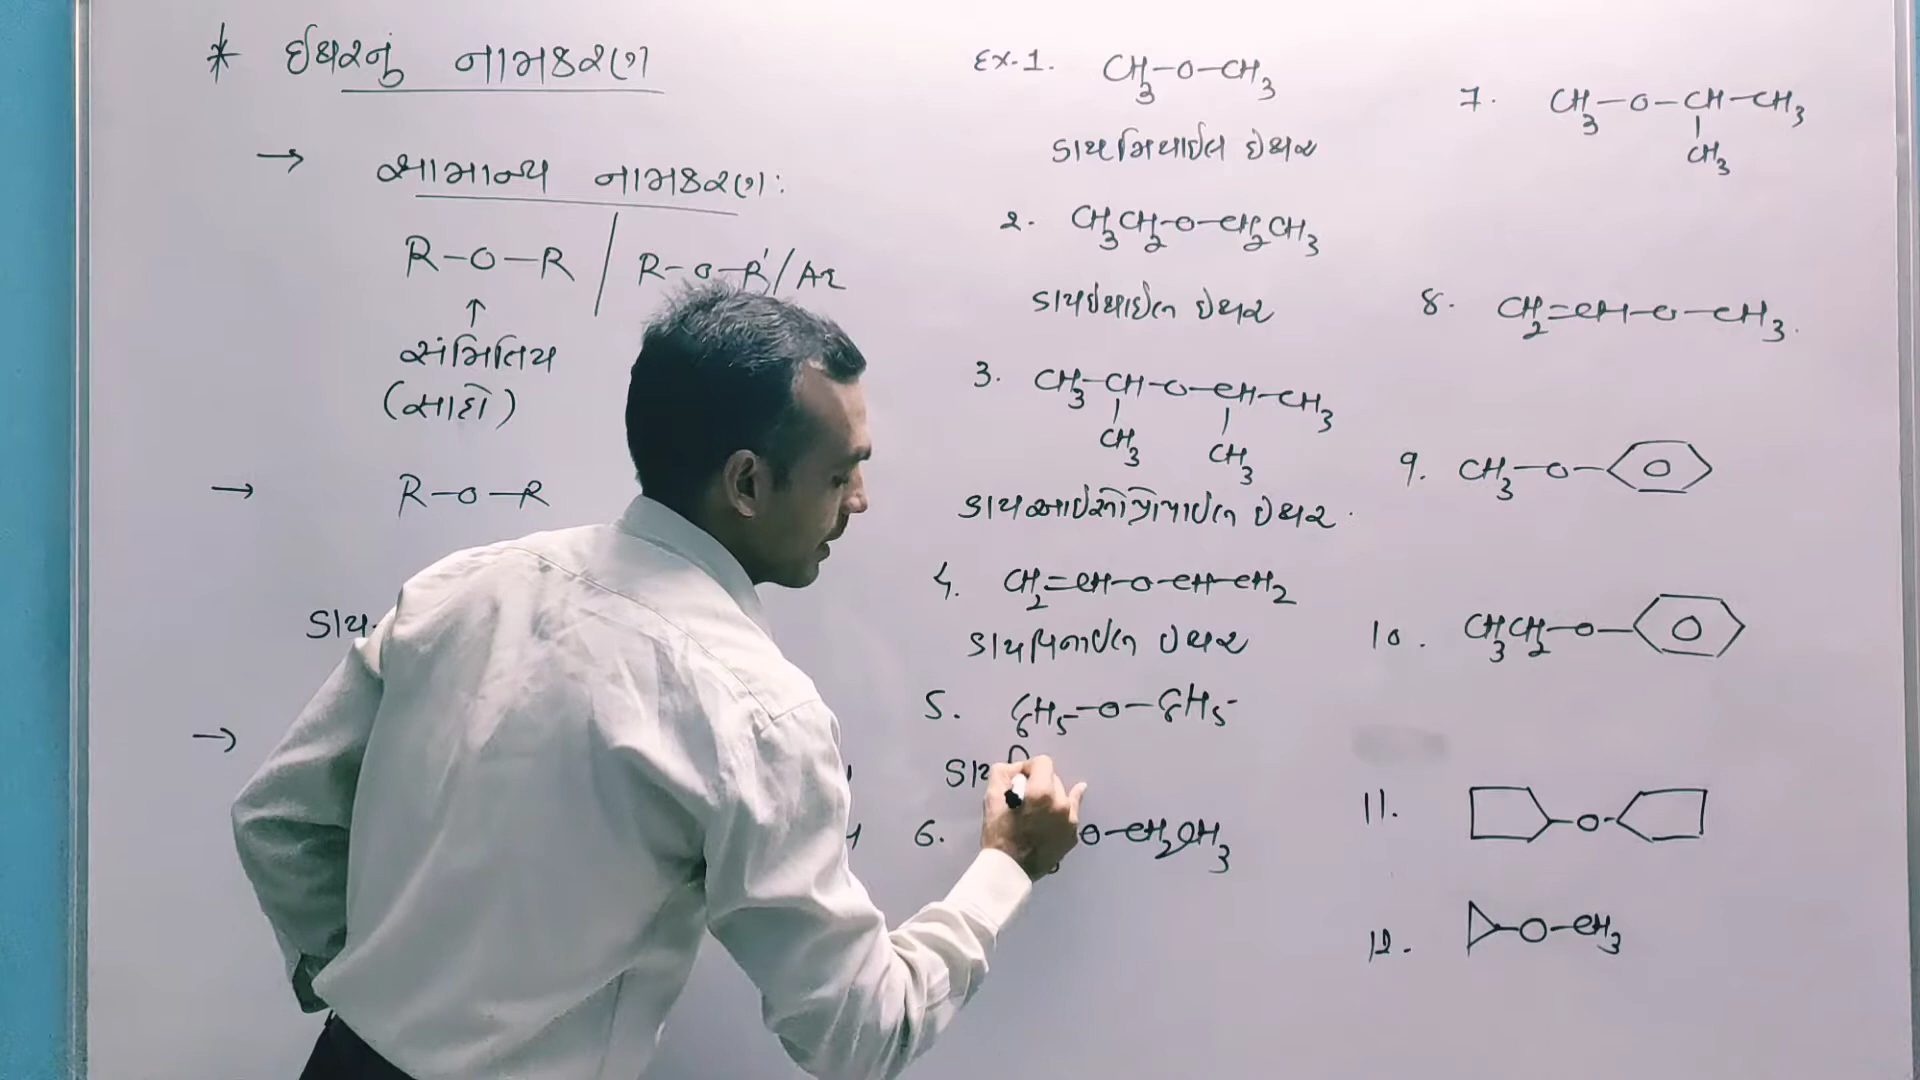 * ઈથરનું નામકરણ
→ સામાન્ય નામકરણ:
R-O-R / R-O-R'/Ar
↑
સંમિતિય
(સાદો)
→ R-O-R
ડાય
→
Ex-1. CH3-O-CH3
ડાયમિથાઈલ ઈથર
2. CH3CH2-O-CH2CH3
ડાયઈથાઈલ ઈથર
3. CH3-CH-O-CH-CH3
CH3 CH3
ડાયઆઈસોપ્રોપાઈલ ઈથર.
4. CH2=CH-O-CH-CH2
ડાયવિનાઈલ ઈથર
5. C6H5-O-C6H5
ડાય
6. O-CH2CH3
7. CH3-O-CH-CH3
CH3
8. CH2=CH-O-CH3.
9. CH3-O-
10. CH3CH2-O-
11. -O-
12. -O-CH3